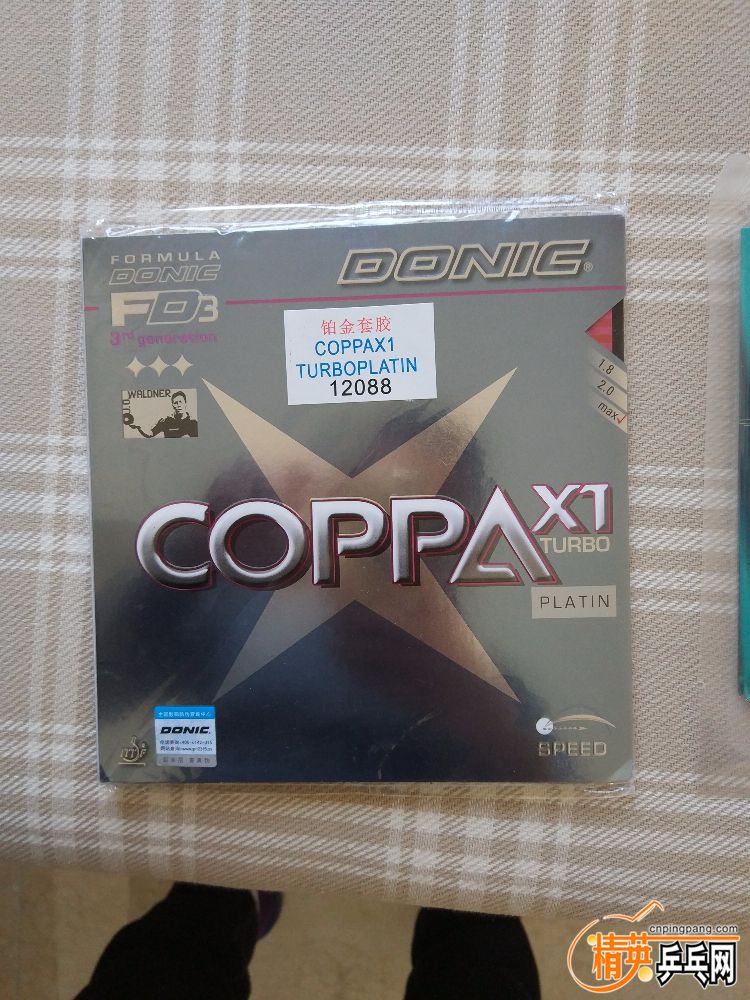 FORMULA
DONIC
FD3
3rd generation
DONIC®
铂金套胶
COPPAX1
TURBOPLATIN
12088
1.8
2.0
max
WALDNER
COPPA X1
TURBO
PLATIN
DONIC
ITTF
SPEED
cnpingpang.com
精英乒乓网